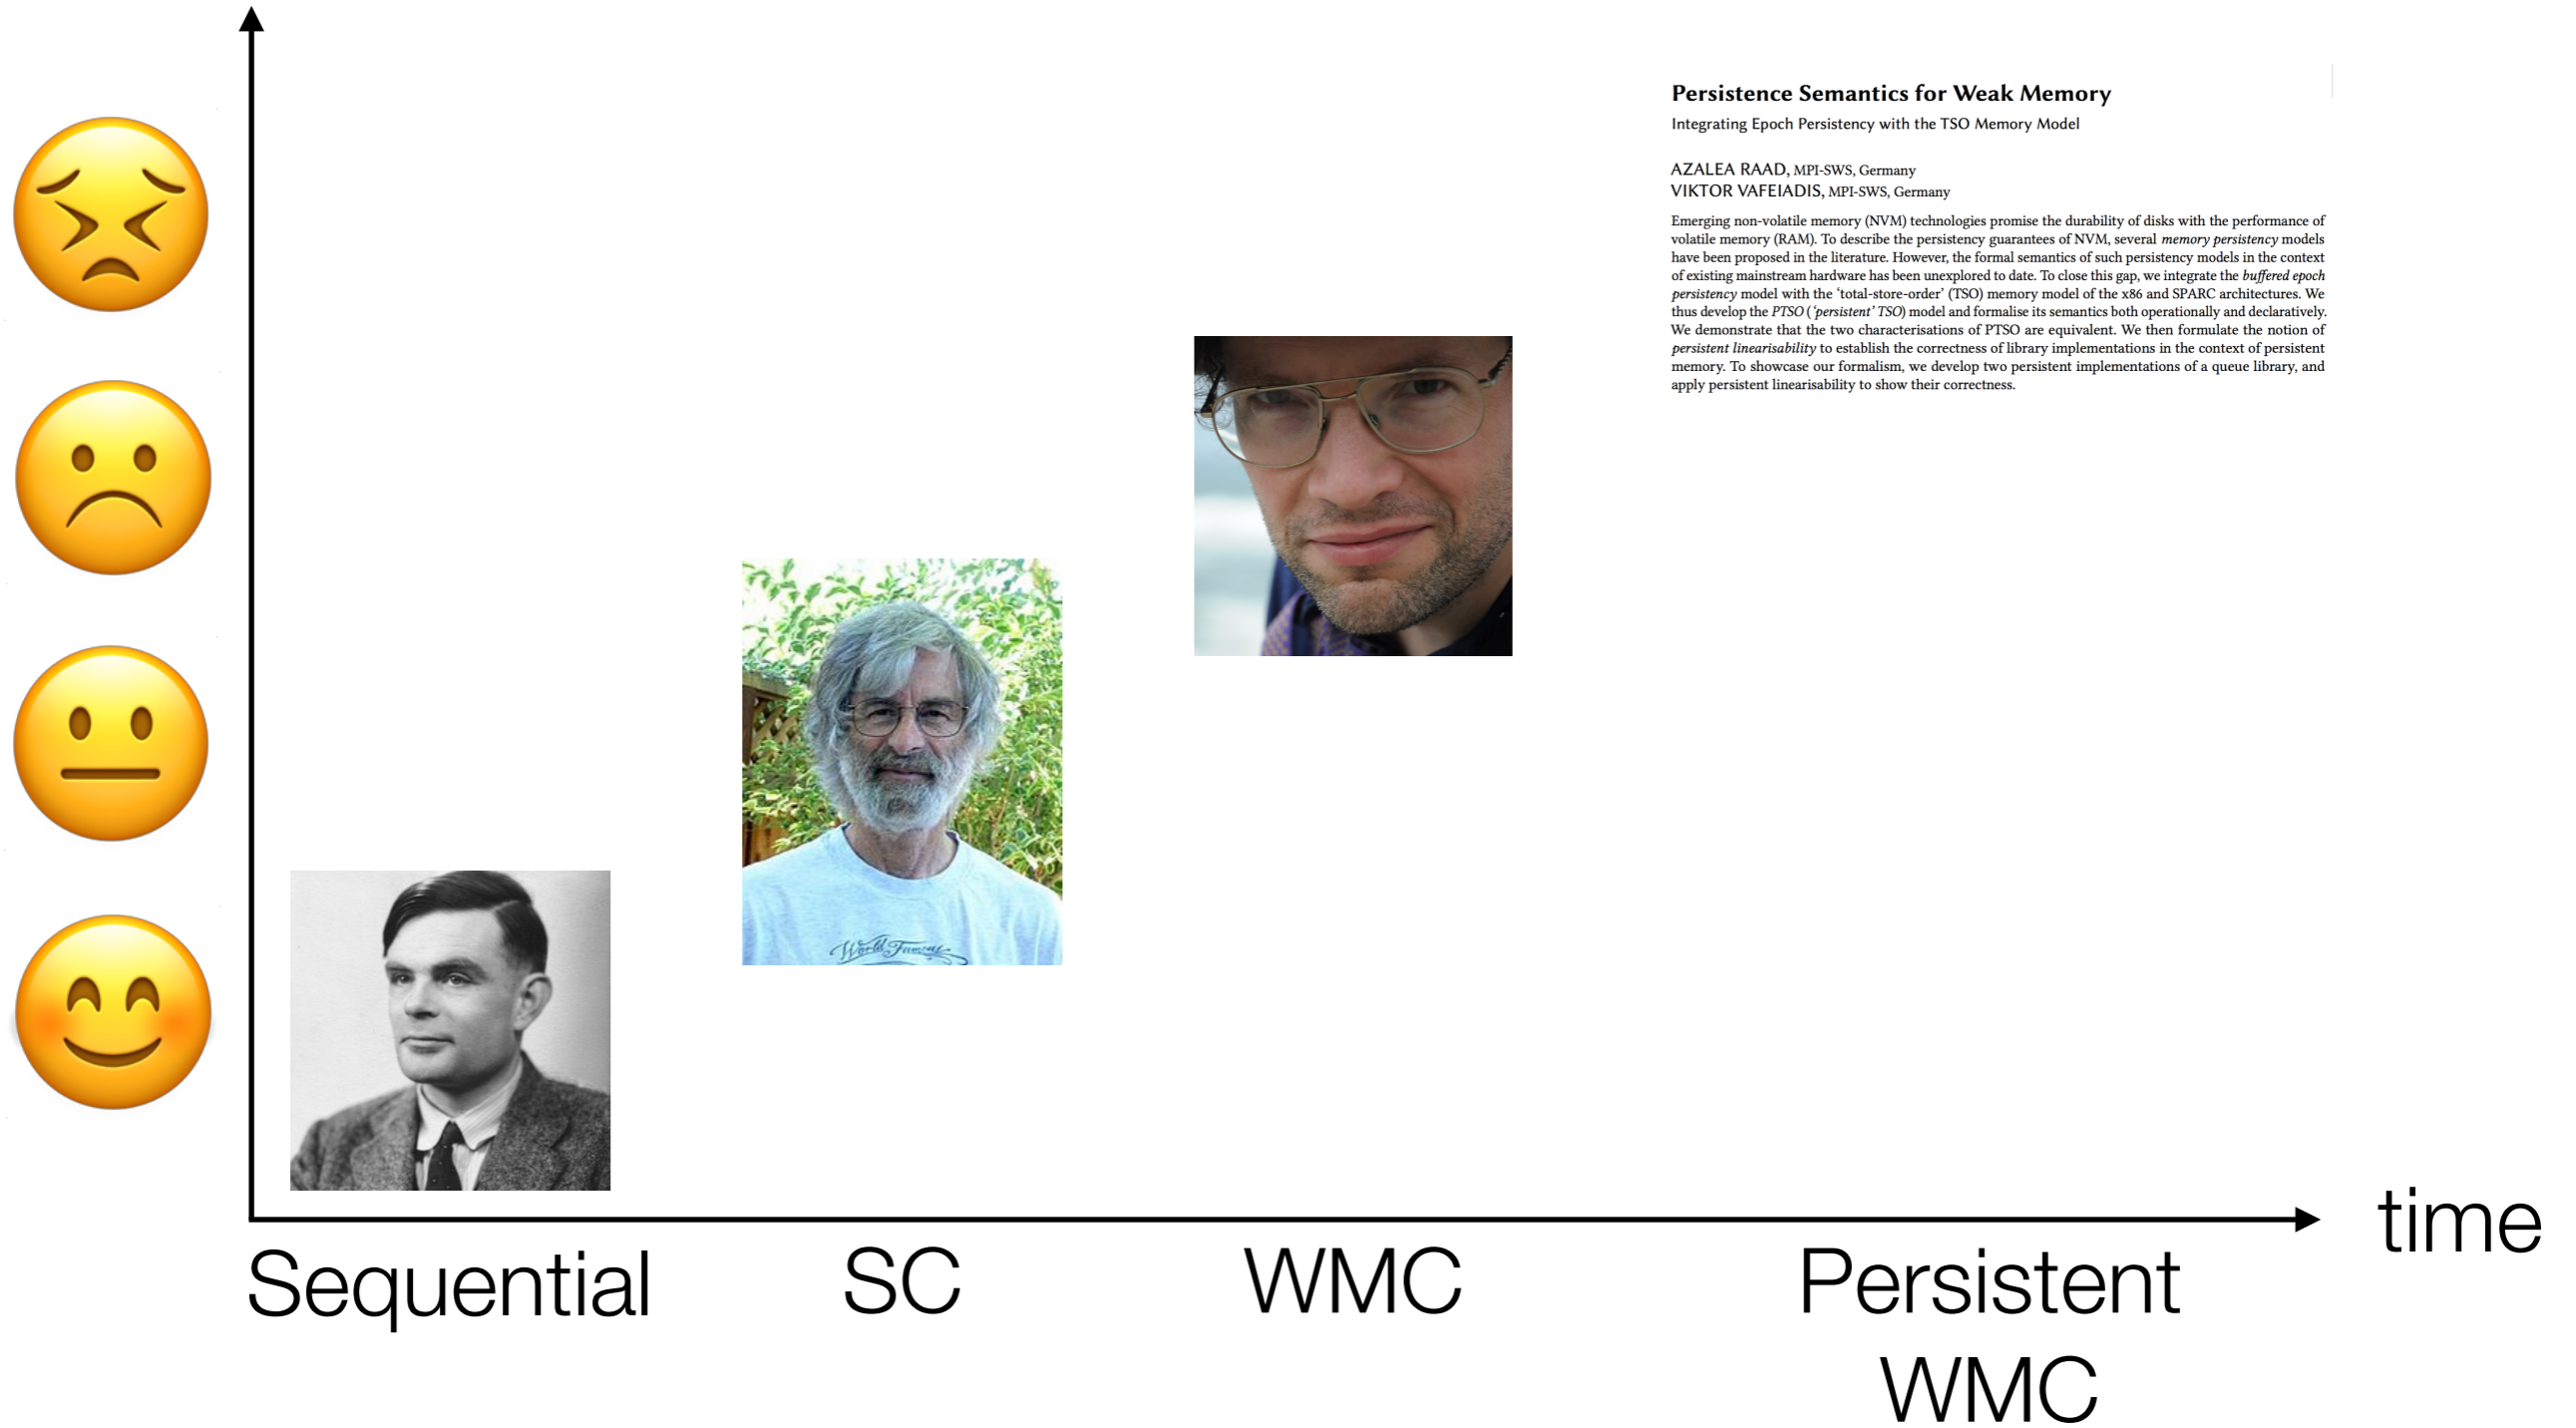 Persistence Semantics for Weak Memory
Integrating Epoch Persistency with the TSO Memory Model
AZALEA RAAD, MPI-SWS, Germany
VIKTOR VAFEIADIS, MPI-SWS, Germany
Emerging non-volatile memory (NVM) technologies promise the durability of disks with the performance of
volatile memory (RAM). To describe the persistency guarantees of NVM, several memory persistency models
have been proposed in the literature. However, the formal semantics of such persistency models in the context
of existing mainstream hardware has been unexplored to date. To close this gap, we integrate the buffered epoch
persistency model with the ‘total-store-order’ (TSO) memory model of the x86 and SPARC architectures. We
thus develop the PTSO (‘persistent’ TSO) model and formalise its semantics both operationally and declaratively.
We demonstrate that the two characterisations of PTSO are equivalent. We then formulate the notion of
persistent linearisability to establish the correctness of library implementations in the context of persistent
memory. To showcase our formalism, we develop two persistent implementations of a queue library, and
apply persistent linearisability to show their correctness.
World Famous
time
Sequential
SC
WMC
Persistent
WMC